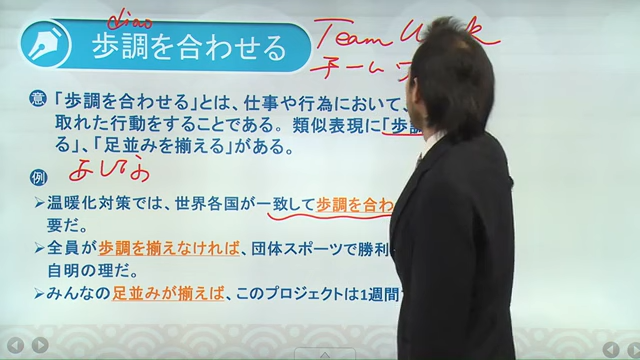 diao
歩調を合わせる
Team Work
チーム
意 「歩調を合わせる」とは、仕事や行為において、
取れた行動をすることである。類似表現に「歩調
る」、「足並みを揃える」がある。
あしな
例
➢温暖化対策では、世界各国が一致して歩調を合わ
要だ。
➢全員が歩調を揃えなければ、団体スポーツで勝利
自明の理だ。
➢みんなの足並みが揃えば、このプロジェクトは1週間